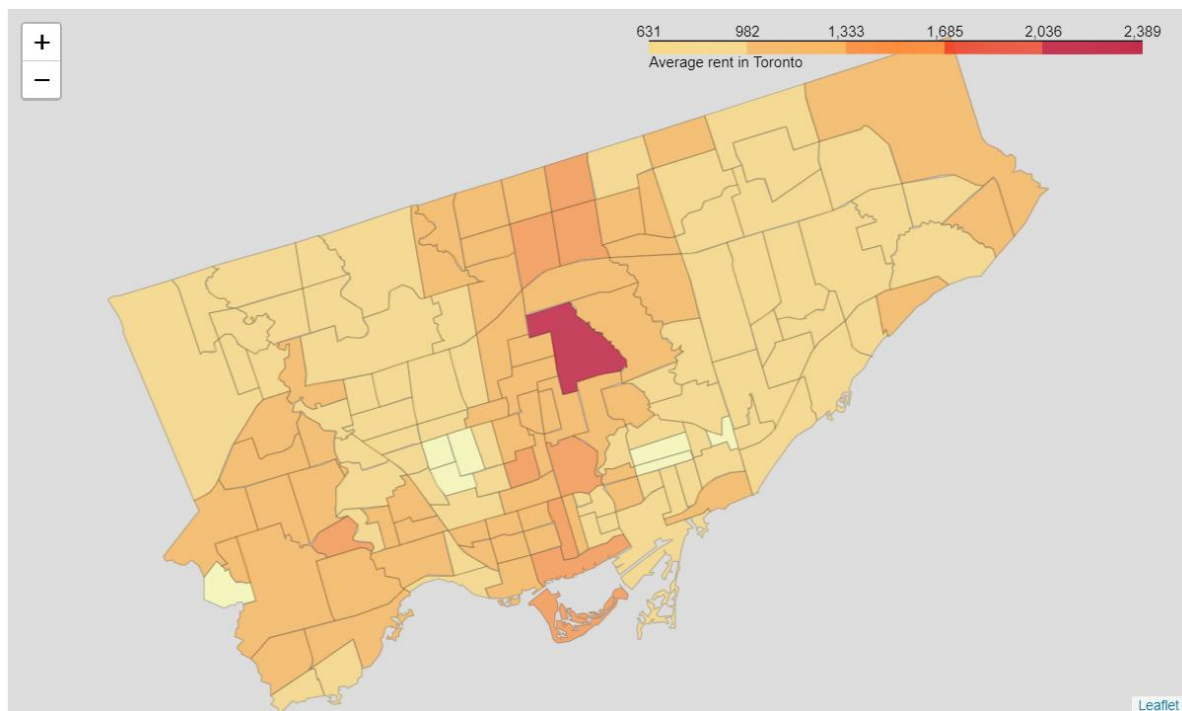 +
−
631 982 1,333 1,685 2,036 2,389
Average rent in Toronto
Leaflet